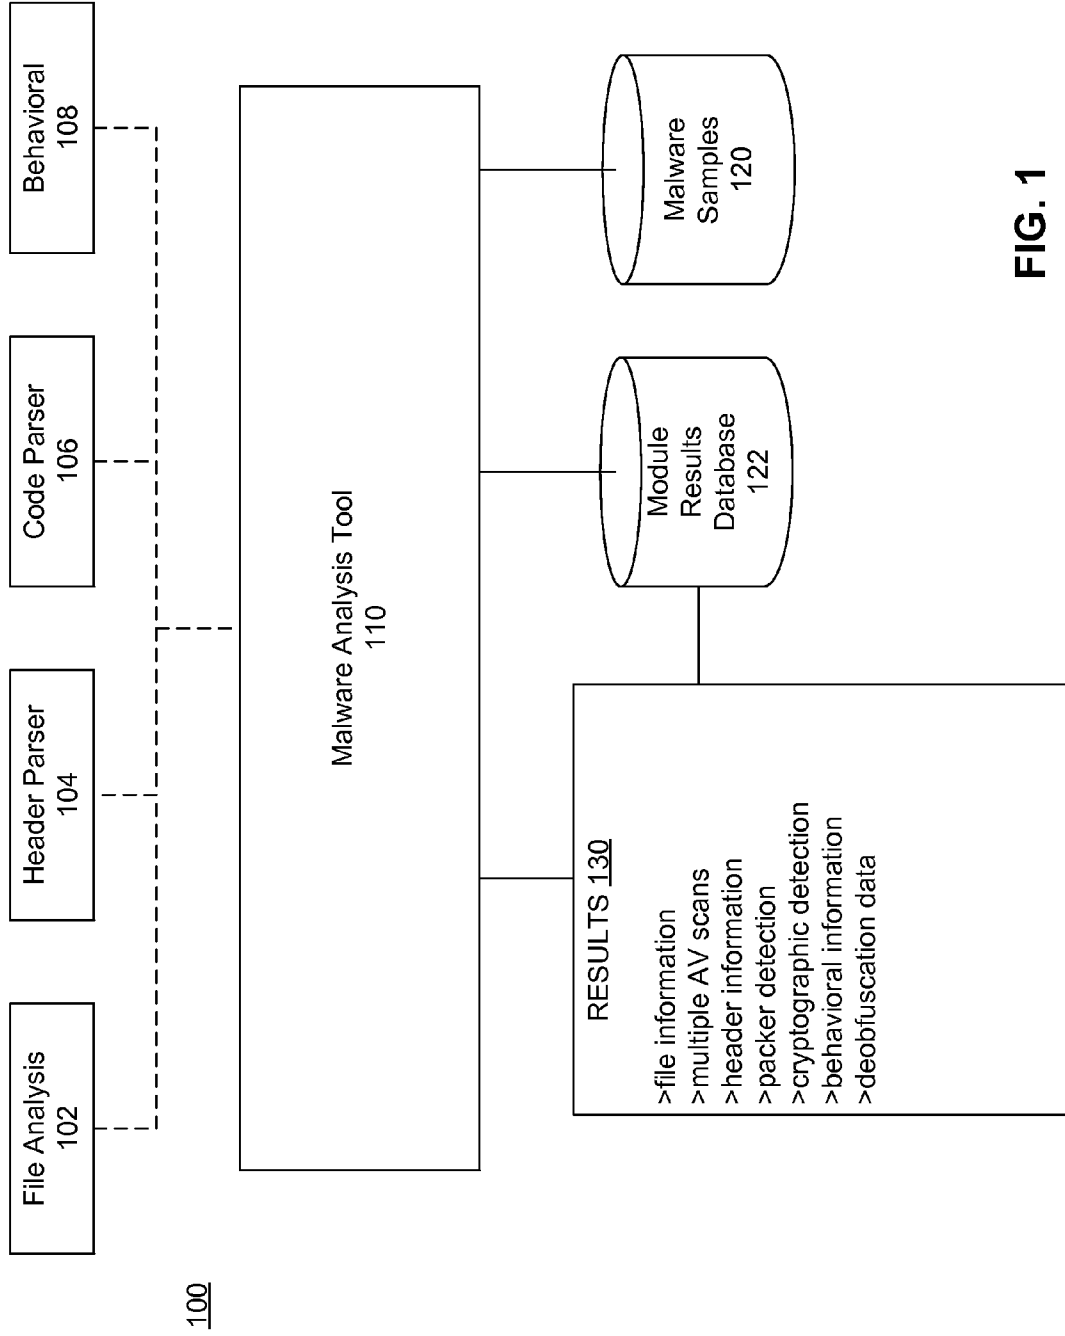 100
File Analysis
102
Header Parser
104
Code Parser
106
Behavioral
108
Malware Analysis Tool
110
RESULTS 130
>file information
>multiple AV scans
>header information
>packer detection
>cryptographic detection
>behavioral information
>deobfuscation data
Module
Results
Database
122
Malware
Samples
120
FIG. 1